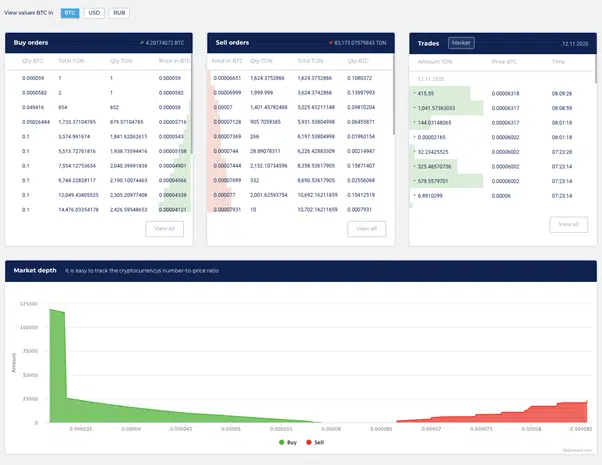 View values BTC in BTC USD RUB
Buy orders 4.20174072 BTC
Qty BTC Total TON Qty TON Price in BTC
0.000059 1 1 0.000059
0.0000582 2 1 0.0000582
0.049416 854 852 0.000058
0.05026484 1,733.37104785 879.37104785 0.00005716
0.1 3,574.991674 1,841.62062615 0.0000543
0.1 5,513.72761816 1,938.73594416 0.00005158
0.1 7,554.12753654 2,040.39991838 0.00004901
0.1 9,744.22828117 2,190.10074463 0.00004566
0.1 12,049.43805525 2,305.20977408 0.00004338
0.1 14,476.03354178 2,426.59548653 0.00004121
View all
Sell orders 83,173.07579843 TON
Price in BTC Qty TON Total TON Qty BTC
0.00006651 1,624.3752866 1,624.3752866 0.1080372
0.00006999 1,999.999 3,624.3742866 0.13997993
0.00007 1,401.45782488 5,025.83211148 0.09810204
0.00007128 905.7059385 5,931.53804998 0.06455871
0.00007369 266 6,197.53804998 0.01960154
0.0000744 28.89078311 6,226.42883309 0.00214947
0.0000744 2,132.10734596 8,358.53617905 0.15871407
0.00007699 332 8,690.53617905 0.02556068
0.000077 2,001.62593754 10,692.16211659 0.15412519
0.00007931 10 10,702.16211659 0.0007931
View all
Trades Market 12.11.2020
Amount TON Price BTC Time
12.11.2020
415.55 0.00006318 08:09:26
1,041.57363033 0.00006318 08:08:59
144.03148065 0.00006317 08:08:31
0.00002165 0.00006002 08:01:18
32.23425525 0.00006002 07:23:28
325.48570736 0.00006002 07:23:14
579.5579701 0.00006002 07:23:14
6.8910299 0.00006 07:23:14
View all
Market depth It is easy to track the cryptocurrencys number-to-price ratio
Amount
125000
100000
75000
50000
25000
0
0.000035 0.00004 0.000045 0.00005 0.000055 0.00006 0.000065 0.00007 0.000075 0.00008 0.000085
Buy Sell
Highcharts.com